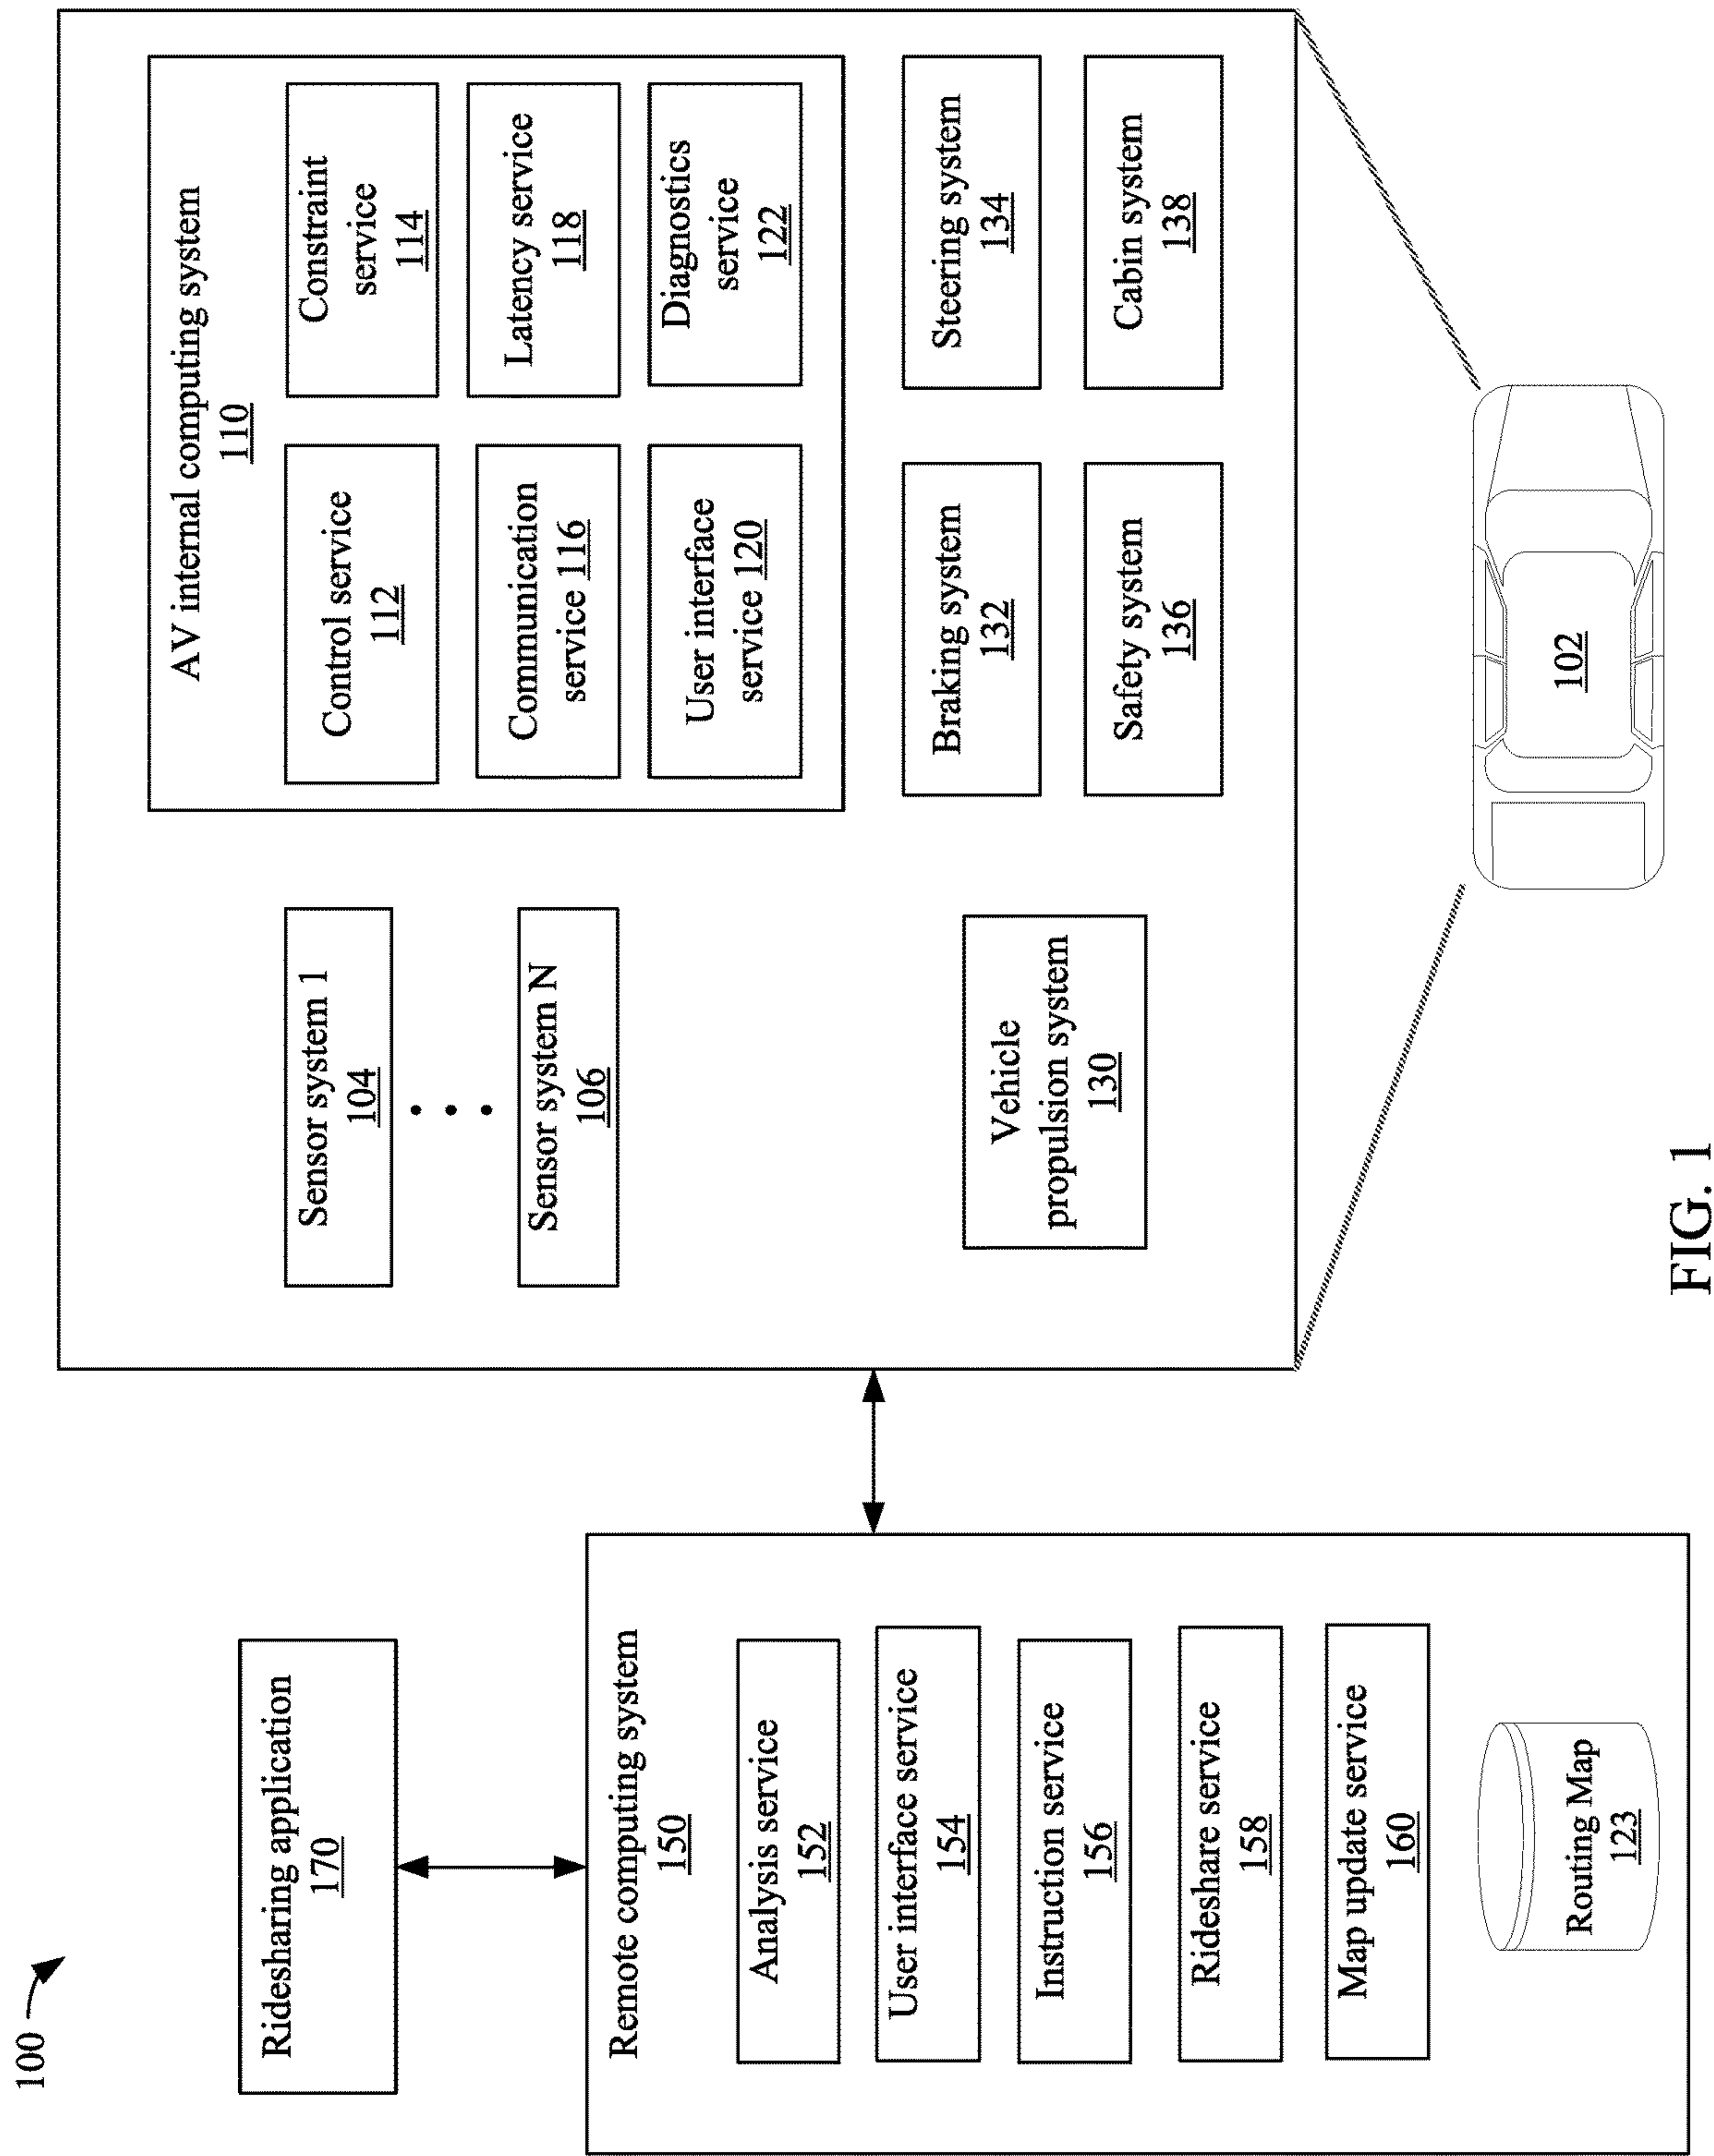 100
Ridesharing application
170
Remote computing system
150
Analysis service
152
User interface service
154
Instruction service
156
Rideshare service
158
Map update service
160
Routing Map
123
Sensor system 1
104
Sensor system N
106
Vehicle
propulsion system
130
AV internal computing system
110
Control service
112
Constraint
service
114
Communication
service 116
Latency service
118
User interface
service 120
Diagnostics
service
122
Braking system
132
Steering system
134
Safety system
136
Cabin system
138
102
FIG. 1